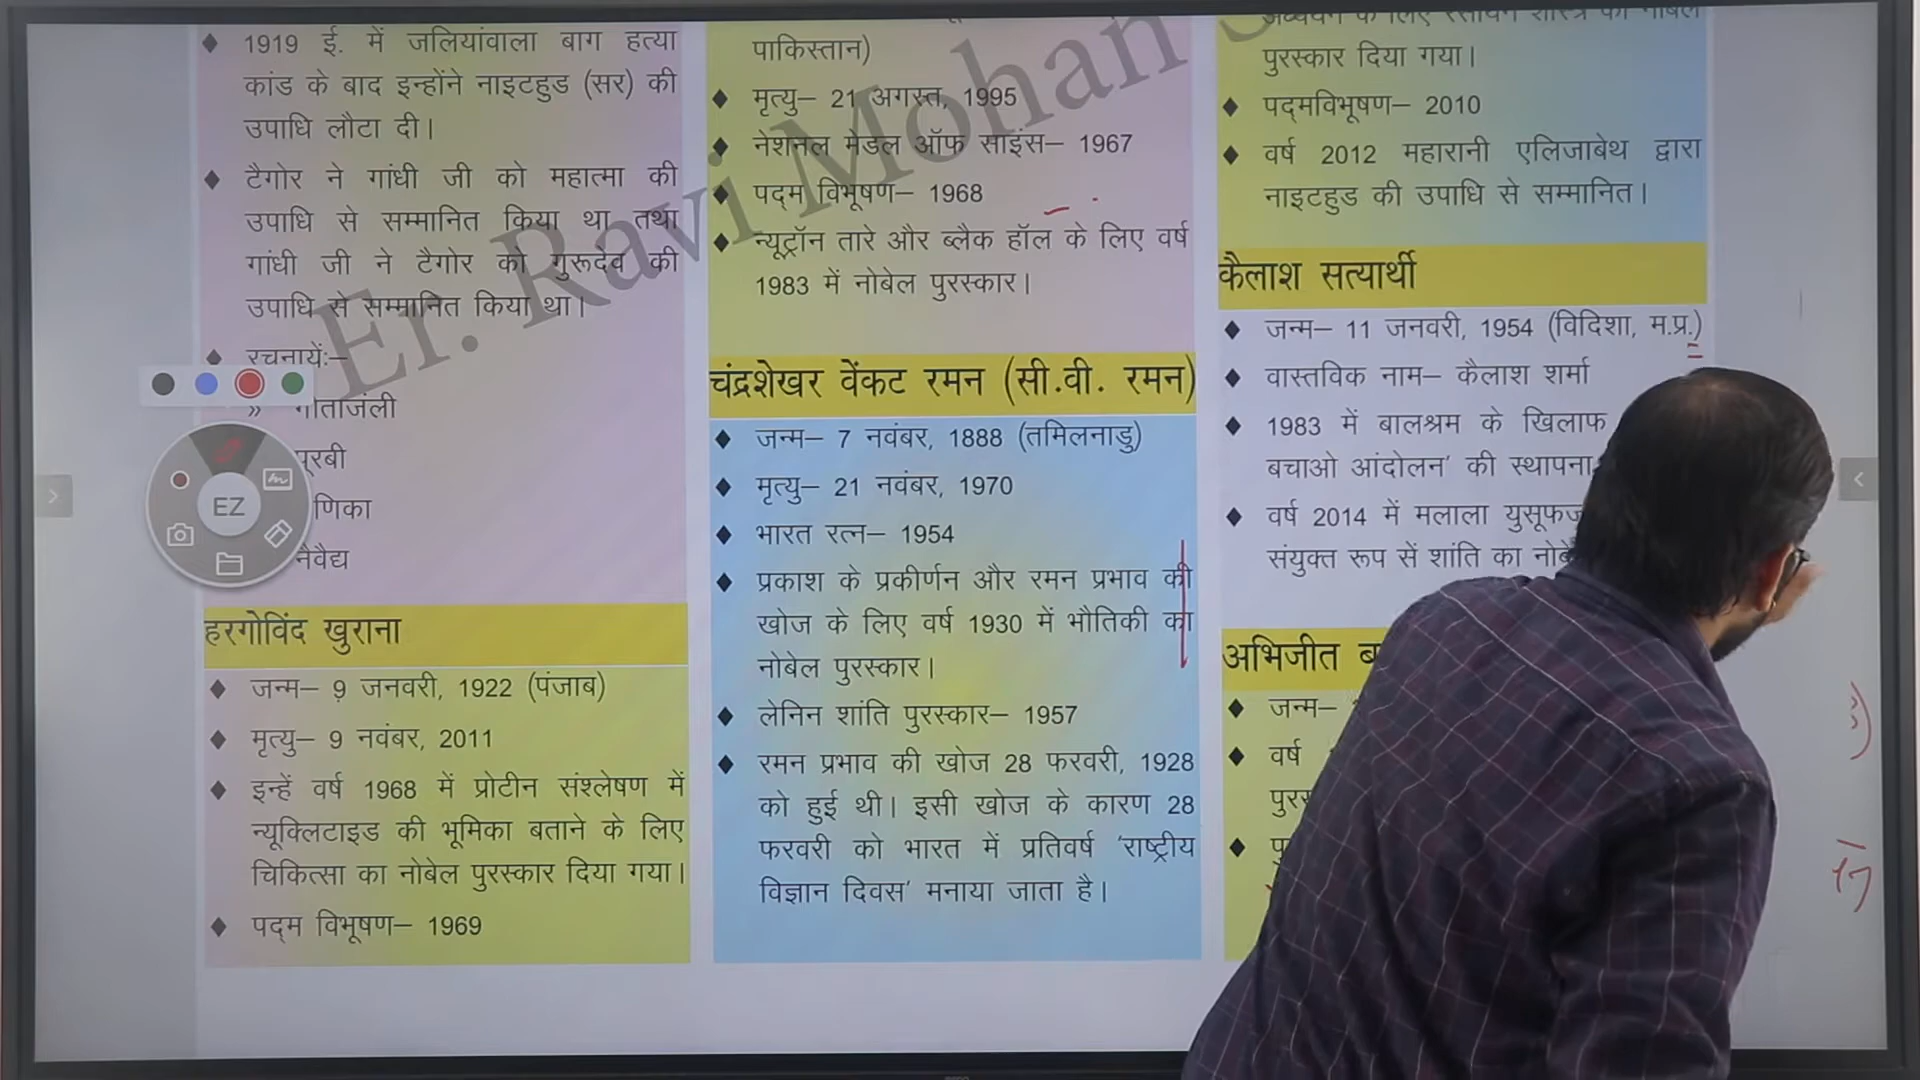 1919 ई. में जलियांवाला बाग हत्या
कांड के बाद इन्होंने नाइटहुड (सर) की
उपाधि लौटा दी।
टैगोर ने गांधी जी को महात्मा की
उपाधि से सम्मानित किया था तथा
गांधी जी ने टैगोर को गुरूदेव की
उपाधि से सम्मानित किया था।
रचनायें:–
» गीताजंली
पूरबी
णिका
नैवैद्य
हरगोविंद खुराना
जन्म– 9 जनवरी, 1922 (पंजाब)
मृत्यु– 9 नवंबर, 2011
इन्हें वर्ष 1968 में प्रोटीन संश्लेषण में
न्यूक्लिटाइड की भूमिका बताने के लिए
चिकित्सा का नोबेल पुरस्कार दिया गया।
पद्म विभूषण– 1969
पाकिस्तान)
मृत्यु– 21 अगस्त, 1995
नेशनल मेडल ऑफ साइंस– 1967
पद्म विभूषण– 1968
न्यूट्रॉन तारे और ब्लैक हॉल के लिए वर्ष
1983 में नोबेल पुरस्कार।
चंद्रशेखर वेंकट रमन (सी.वी. रमन)
जन्म– 7 नवंबर, 1888 (तमिलनाडु)
मृत्यु– 21 नवंबर, 1970
भारत रत्न– 1954
प्रकाश के प्रकीर्णन और रमन प्रभाव की
खोज के लिए वर्ष 1930 में भौतिकी का
नोबेल पुरस्कार।
लेनिन शांति पुरस्कार– 1957
रमन प्रभाव की खोज 28 फरवरी, 1928
को हुई थी। इसी खोज के कारण 28
फरवरी को भारत में प्रतिवर्ष 'राष्ट्रीय
विज्ञान दिवस' मनाया जाता है।
अध्ययन के लिए रसायन शास्त्र का नोबेल
पुरस्कार दिया गया।
पद्मविभूषण– 2010
वर्ष 2012 महारानी एलिजाबेथ द्वारा
नाइटहुड की उपाधि से सम्मानित।
कैलाश सत्यार्थी
जन्म– 11 जनवरी, 1954 (विदिशा, म.प्र.)
वास्तविक नाम– कैलाश शर्मा
1983 में बालश्रम के खिलाफ
बचाओ आंदोलन' की स्थापना
वर्ष 2014 में मलाला
संयुक्त रूप सें शांति का
अभिजीत
जन्म–
वर्ष
Er. Ravi Mohan
EZ